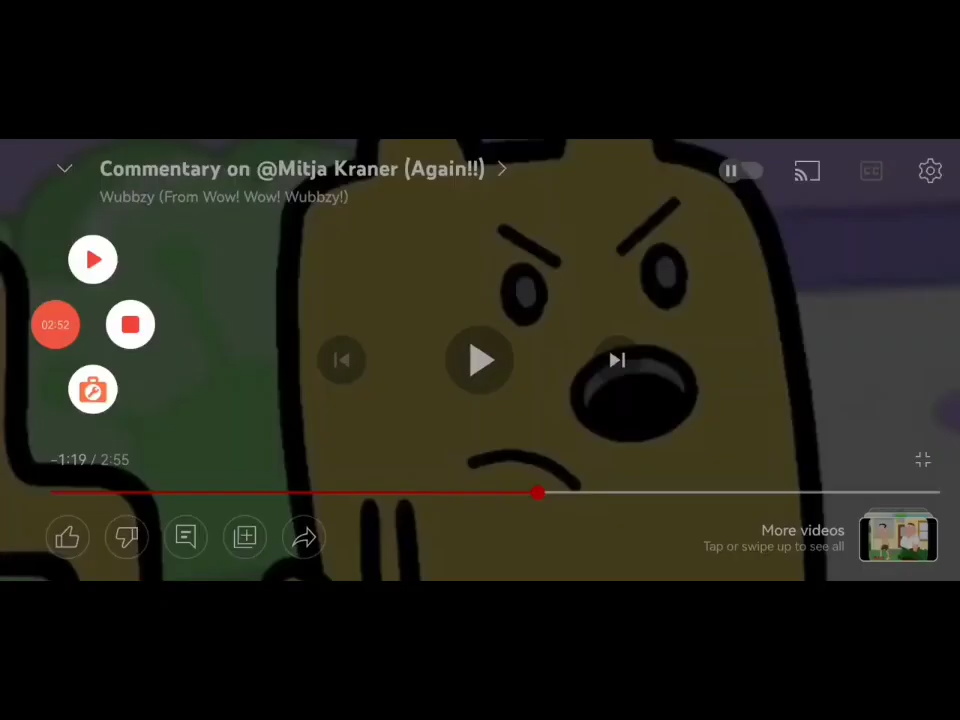 Commentary on @Mitja Kraner (Again!!)
Wubbzy (From Wow! Wow! Wubbzy!)
CC
02:52
-1:19 / 2:55
More videos
Tap or swipe up to see all